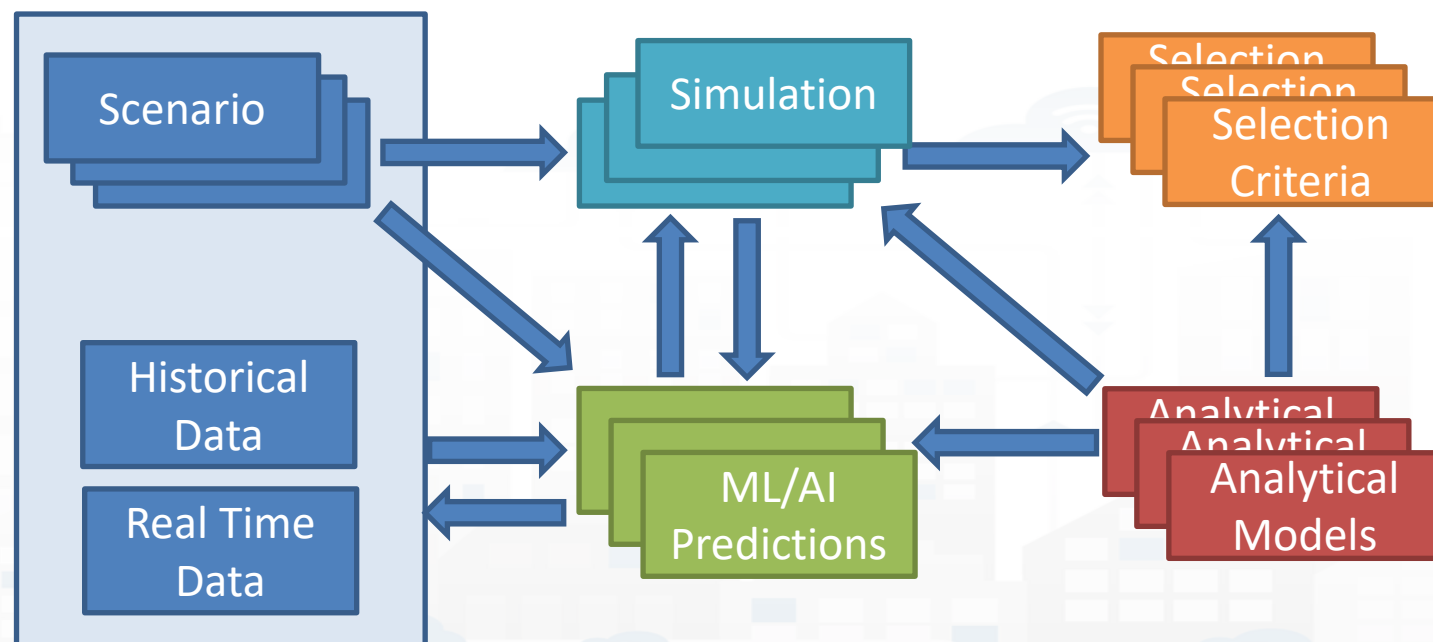 Scenario
Simulation
Selection
Selection
Selection
Criteria
Historical
Data
Real Time
Data
ML/AI
Predictions
Analytical
Analytical
Analytical
Models